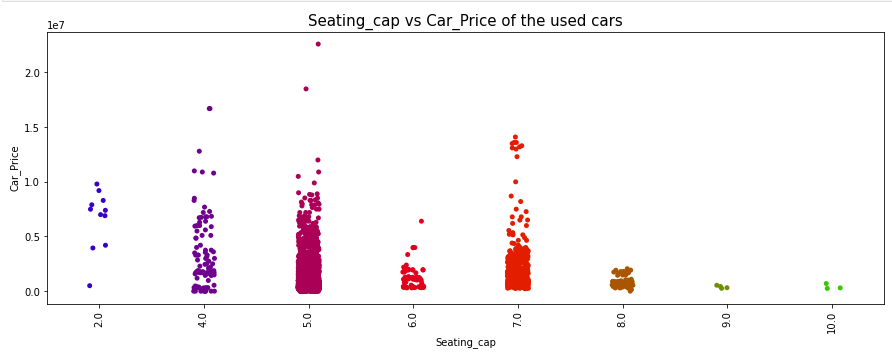 Seating_cap vs Car_Price of the used cars
1e7
2.0
1.5
1.0
0.5
0.0
Car_Price
2.0 4.0 5.0 6.0 7.0 8.0 9.0 10.0
Seating_cap